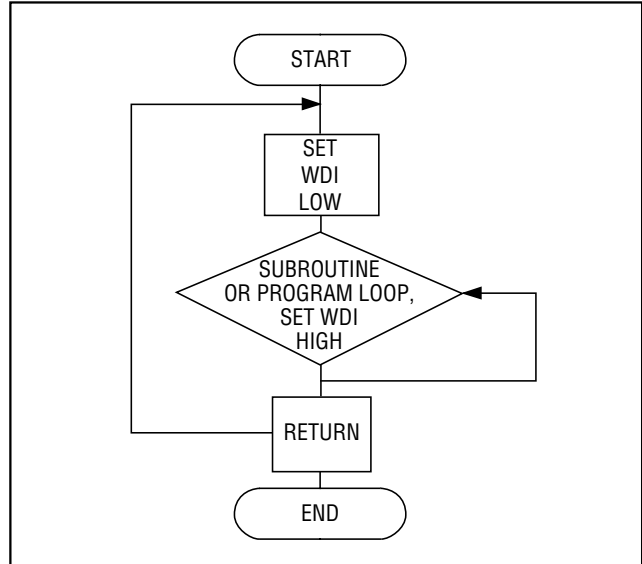 START
SET
WDI
LOW
SUBROUTINE
OR PROGRAM LOOP,
SET WDI
HIGH
RETURN
END